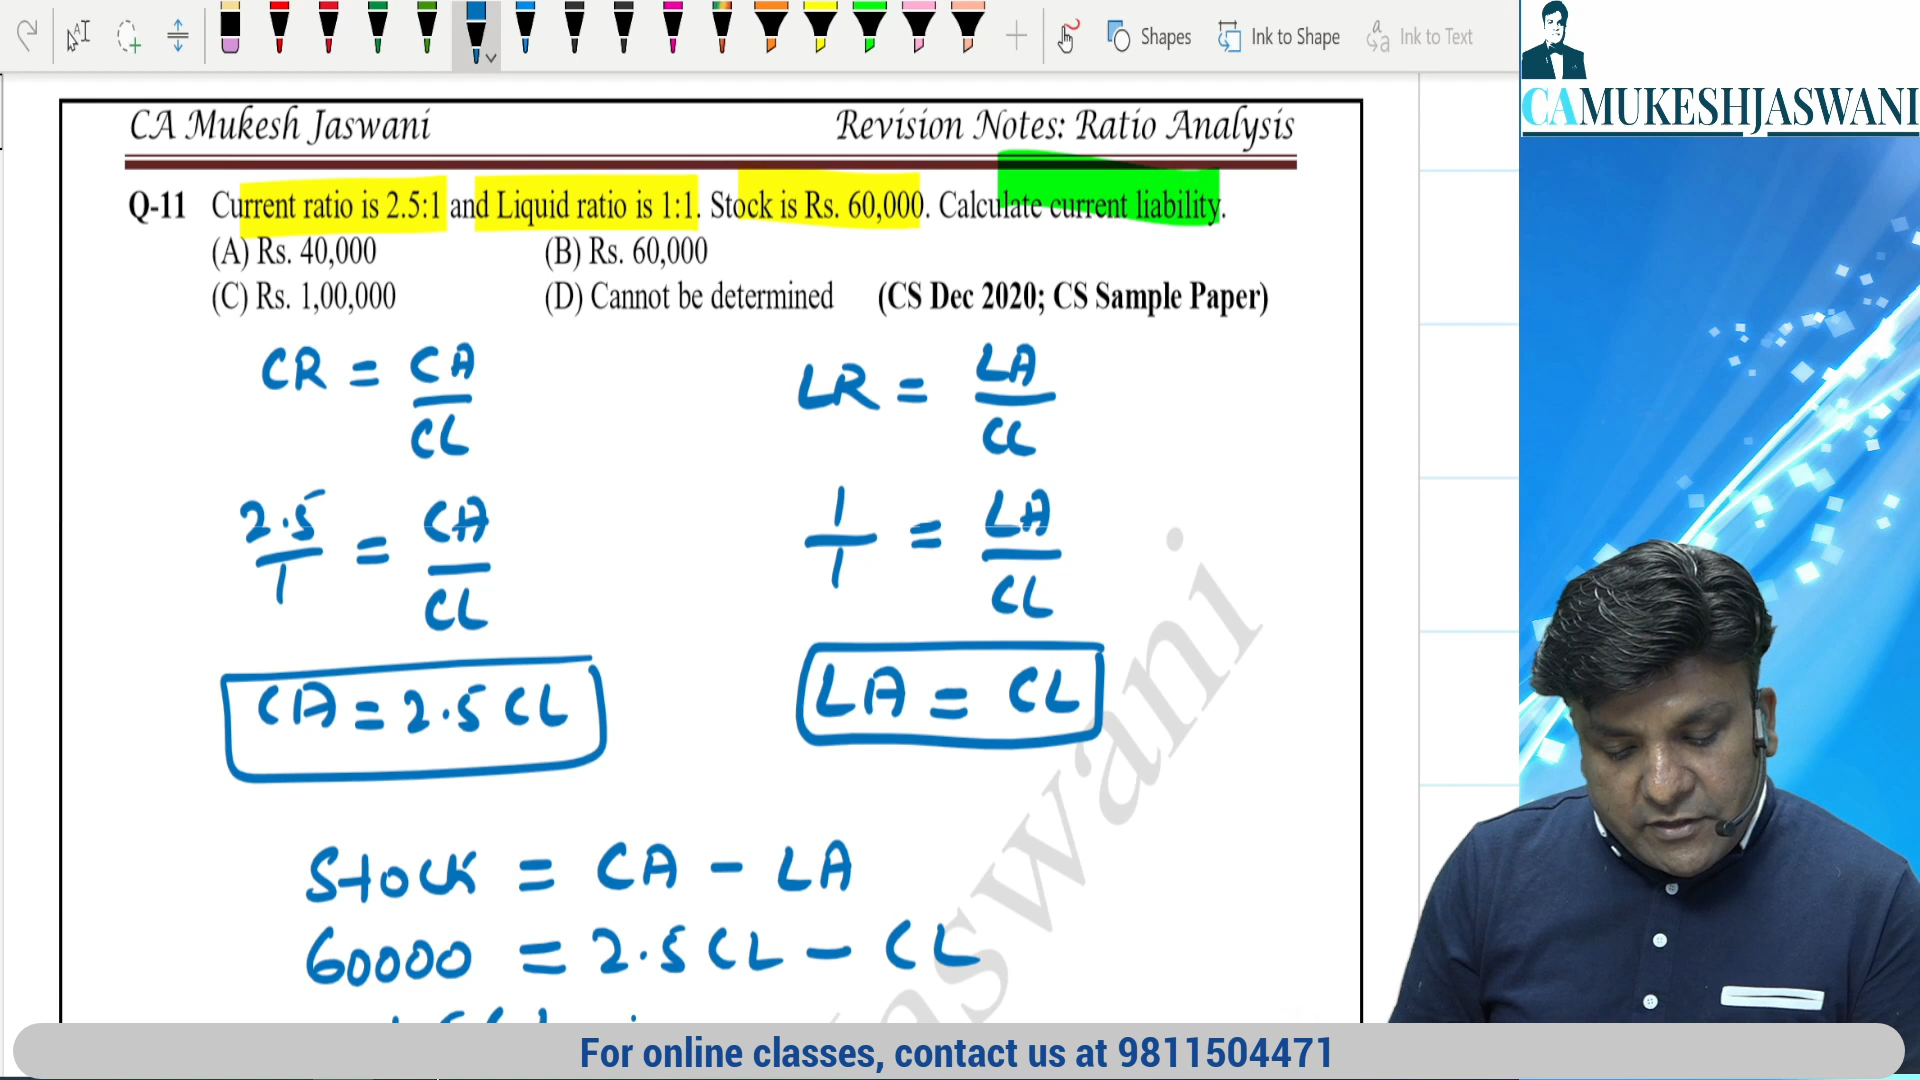 Shapes Ink to Shape Ink to Text
CAMUKESHJASWANI
CA Mukesh Jaswani Revision Notes: Ratio Analysis
Q-11 Current ratio is 2.5:1 and Liquid ratio is 1:1. Stock is Rs. 60,000. Calculate current liability.
(A) Rs. 40,000 (B) Rs. 60,000
(C) Rs. 1,00,000 (D) Cannot be determined (CS Dec 2020; CS Sample Paper)
CR = CA/CL LR = LA/CL
2.5/1 = CA/CL 1/1 = LA/CL
CA = 2.5 CL LA = CL
Stock = CA - LA
60000 = 2.5 CL - CL
aswani
For online classes, contact us at 9811504471